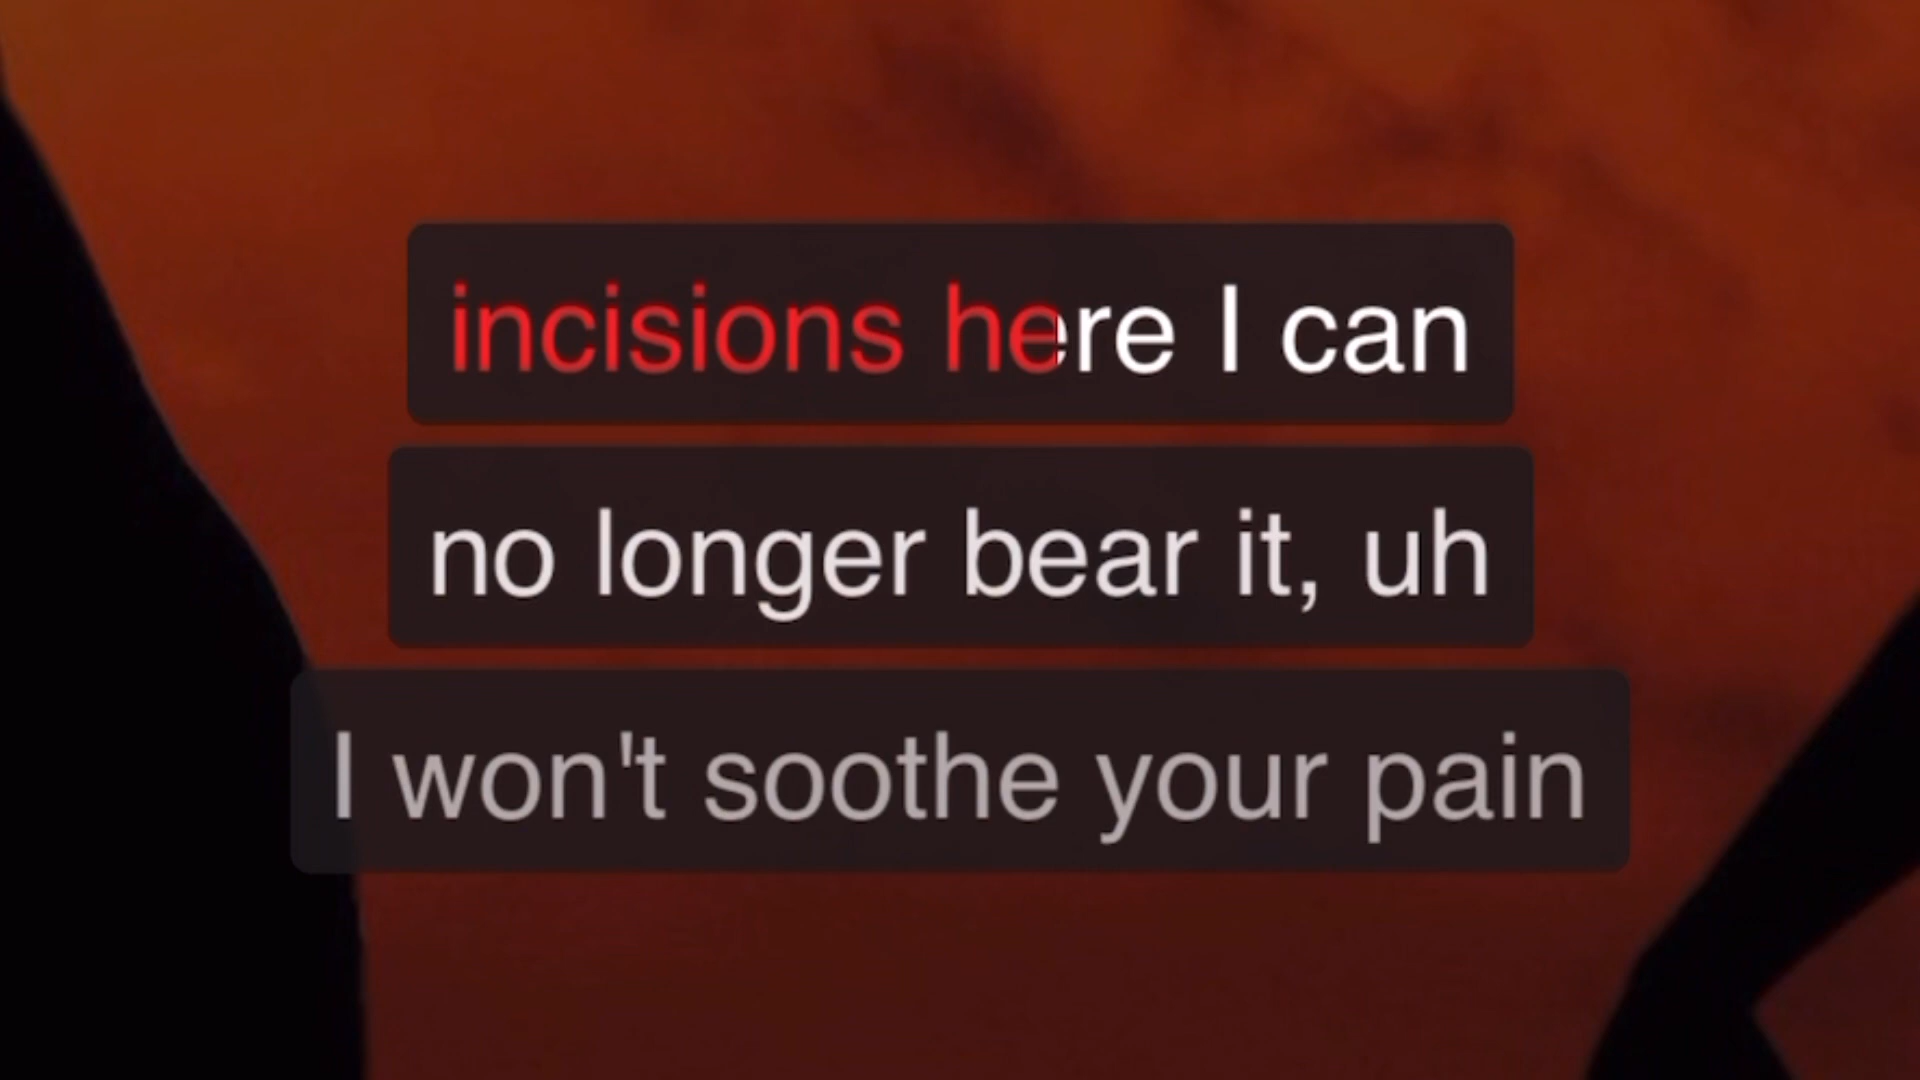 incisions here I can
no longer bear it, uh
I won't soothe your pain